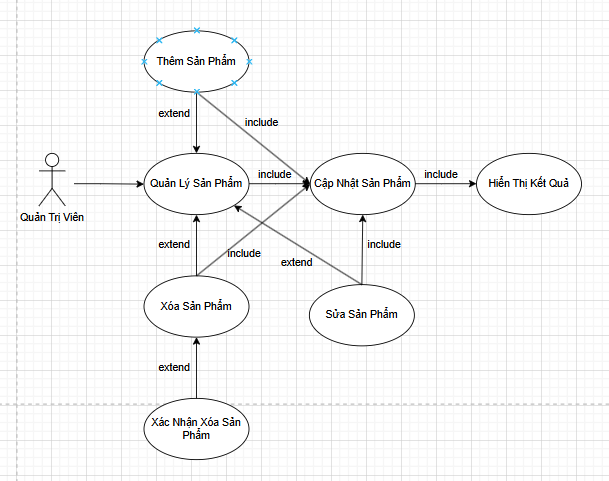 Thêm Sản Phẩm
extend
include
Quản Lý Sản Phẩm
include
Cập Nhật Sản Phẩm
include
Hiển Thị Kết Quả
Quản Trị Viên
extend
include
extend
include
Xóa Sản Phẩm
Sửa Sản Phẩm
extend
Xác Nhận Xóa Sản
Phẩm